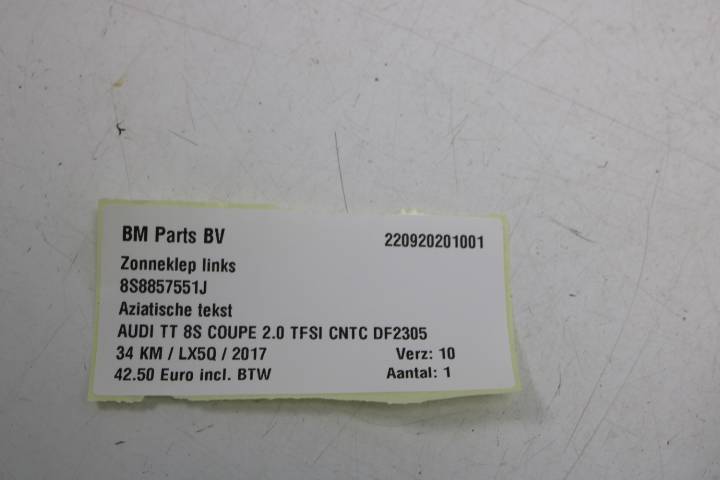 BM Parts BV 220920201001
Zonneklep links
8S8857551J
Aziatische tekst
AUDI TT 8S COUPE 2.0 TFSI CNTC DF2305
34 KM / LX5Q / 2017 Verz: 10
42.50 Euro incl. BTW Aantal: 1